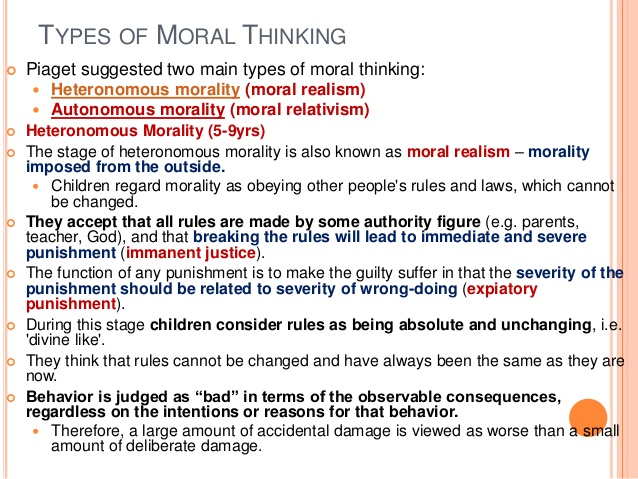 TYPES OF MORAL THINKING
Piaget suggested two main types of moral thinking:
Heteronomous morality (moral realism)
Autonomous morality (moral relativism)
Heteronomous Morality (5-9yrs)
The stage of heteronomous morality is also known as moral realism – morality
imposed from the outside.
Children regard morality as obeying other people's rules and laws, which cannot
be changed.
They accept that all rules are made by some authority figure (e.g. parents,
teacher, God), and that breaking the rules will lead to immediate and severe
punishment (immanent justice).
The function of any punishment is to make the guilty suffer in that the severity of the
punishment should be related to severity of wrong-doing (expiatory
punishment).
During this stage children consider rules as being absolute and unchanging, i.e.
'divine like'.
They think that rules cannot be changed and have always been the same as they are
now.
Behavior is judged as “bad” in terms of the observable consequences,
regardless on the intentions or reasons for that behavior.
Therefore, a large amount of accidental damage is viewed as worse than a small
amount of deliberate damage.